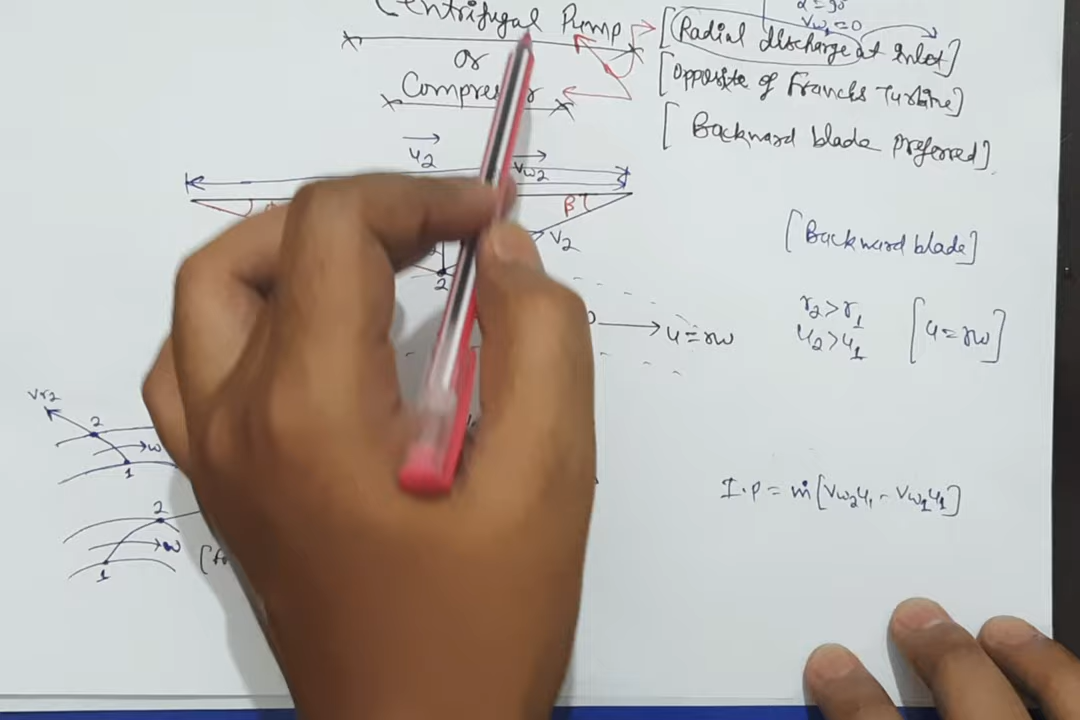 Centrifugal Pump
or
Compressor
α = 90°
Vw1 = 0
[Radial discharge at inlet]
[Opposite of Francis Turbine]
[Backward blade preferred].
u2
Vw2
β
V2
2
[Backward blade]
r2 > r1
u2 > u1
[u = rω]
u = rω
Vr2
2
ω
1
2
ω
1
I.P = ṁ[Vw2u1 - Vw1u1]